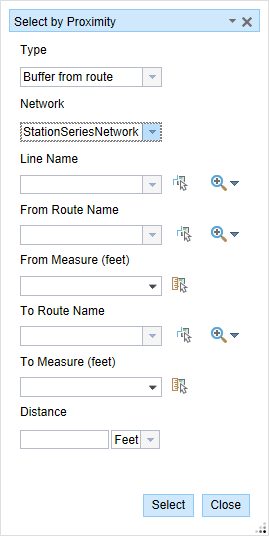 Select by Proximity
Type
Buffer from route
Network
StationSeriesNetwork
Line Name
From Route Name
From Measure (feet)
To Route Name
To Measure (feet)
Distance
Feet
Select Close